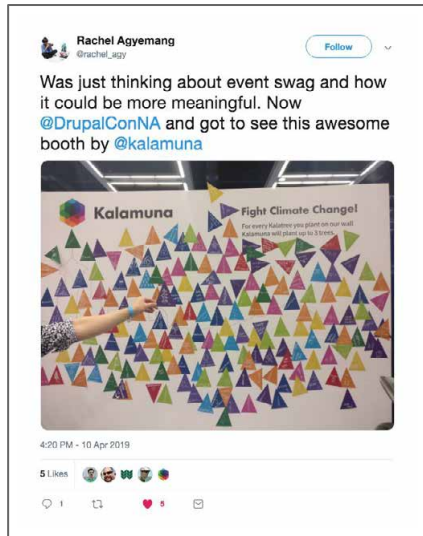 Rachel Agyemang
@rachel_agy
Follow
Was just thinking about event swag and how
it could be more meaningful. Now
@DrupalConNA and got to see this awesome
booth by @kalamuna
Kalamuna
Fight Climate Change!
For every Kalatree you plant on our wall
Kalamuna will plant up to 3 trees.
4:20 PM - 10 Apr 2019
5 Likes
1
5